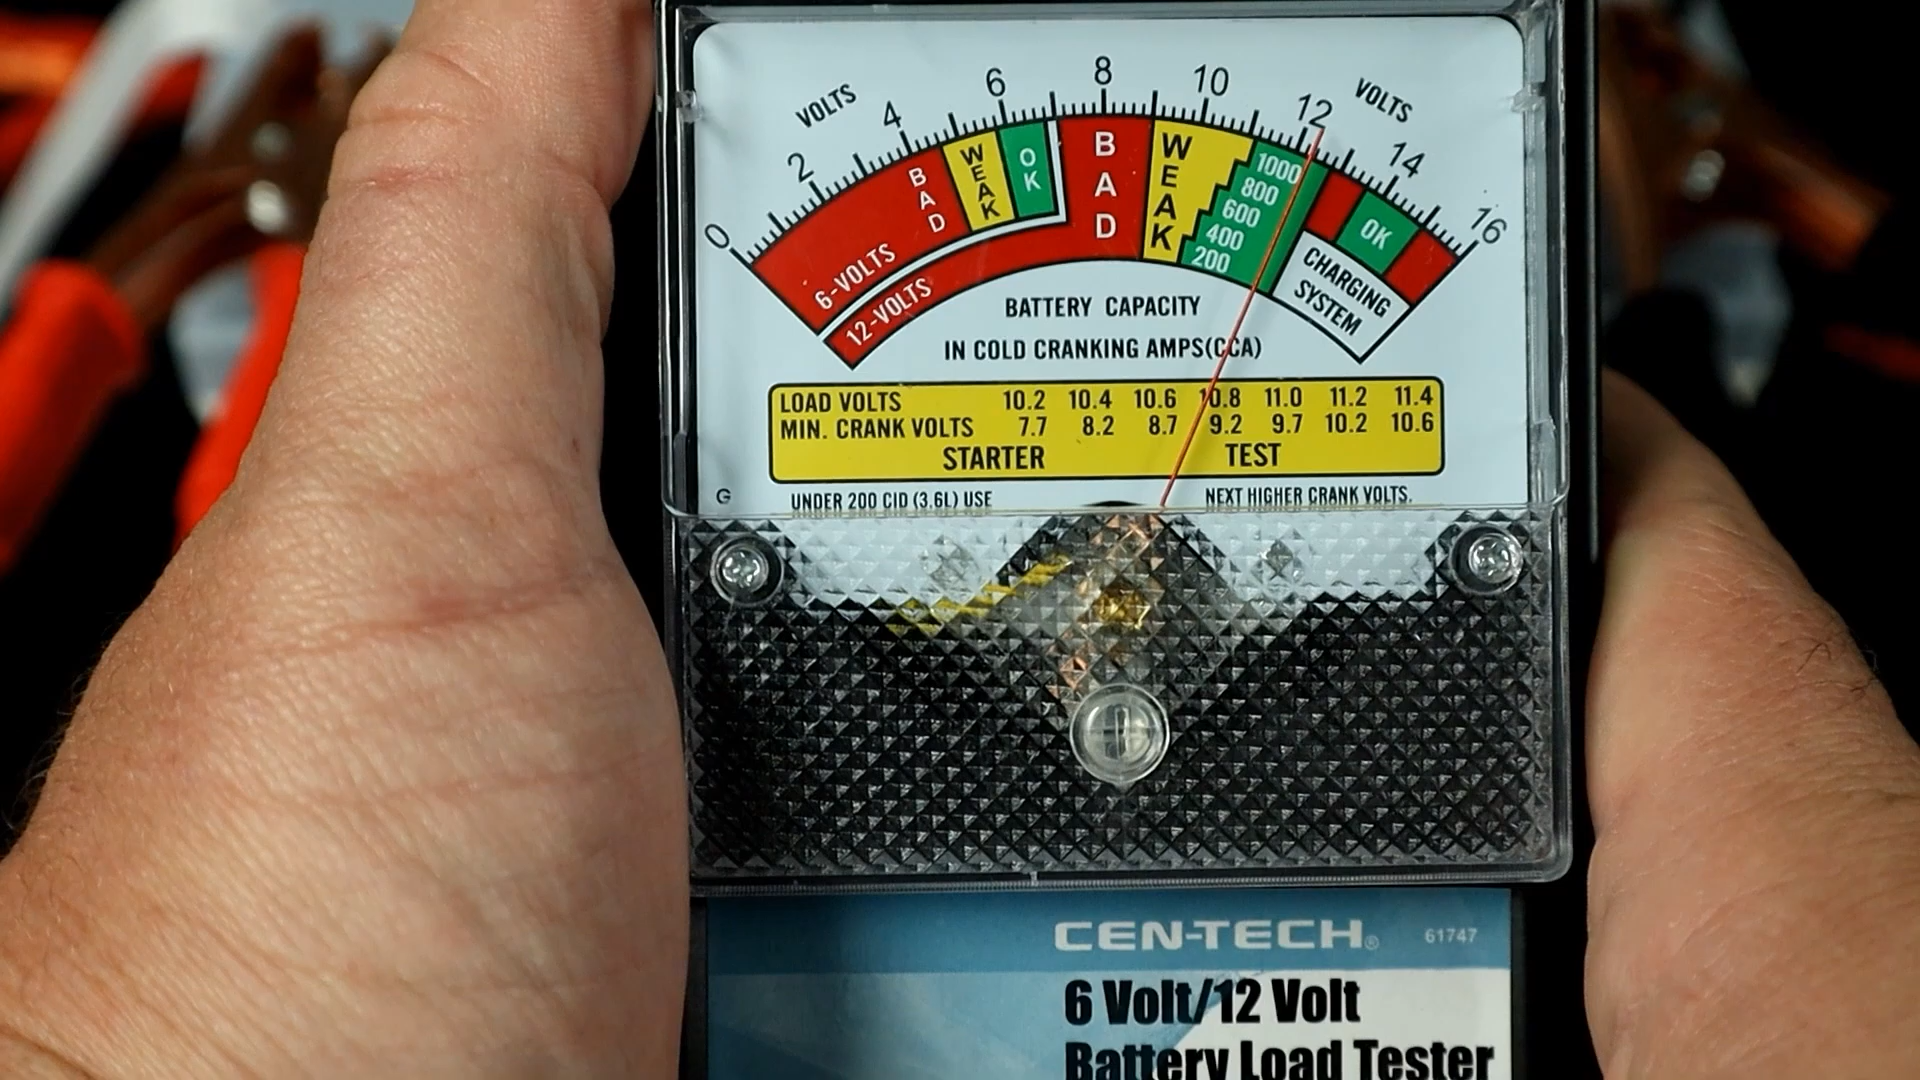 VOLTS VOLTS
0 2 4 6 8 10 12 14 16
BAD WEAK OK BAD WEAK 1000 OK
800
600
400
200
6-VOLTS
12-VOLTS
CHARGING
SYSTEM
BATTERY CAPACITY
IN COLD CRANKING AMPS(CCA)
LOAD VOLTS 10.2 10.4 10.6 10.8 11.0 11.2 11.4
MIN. CRANK VOLTS 7.7 8.2 8.7 9.2 9.7 10.2 10.6
STARTER TEST
G UNDER 200 CID (3.6L) USE NEXT HIGHER CRANK VOLTS.
CEN-TECH® 61747
6 Volt/12 Volt
Battery Load Tester